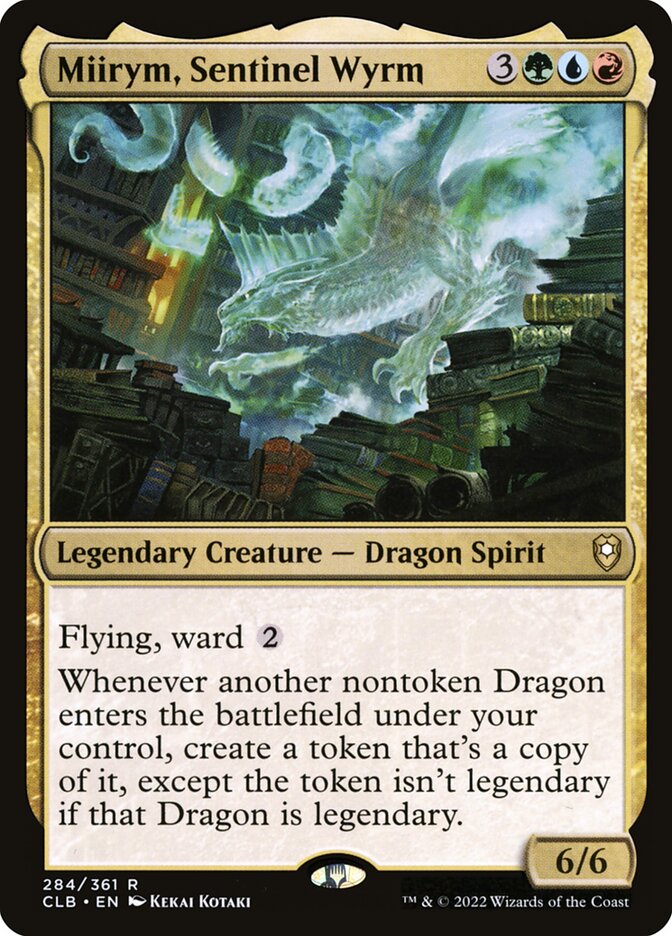 Miirym, Sentinel Wyrm 3
Legendary Creature — Dragon Spirit
Flying, ward 2
Whenever another nontoken Dragon
enters the battlefield under your
control, create a token that's a copy
of it, except the token isn't legendary
if that Dragon is legendary.
6/6
284/361 R
CLB • EN Kekai Kotaki
™ & © 2022 Wizards of the Coast